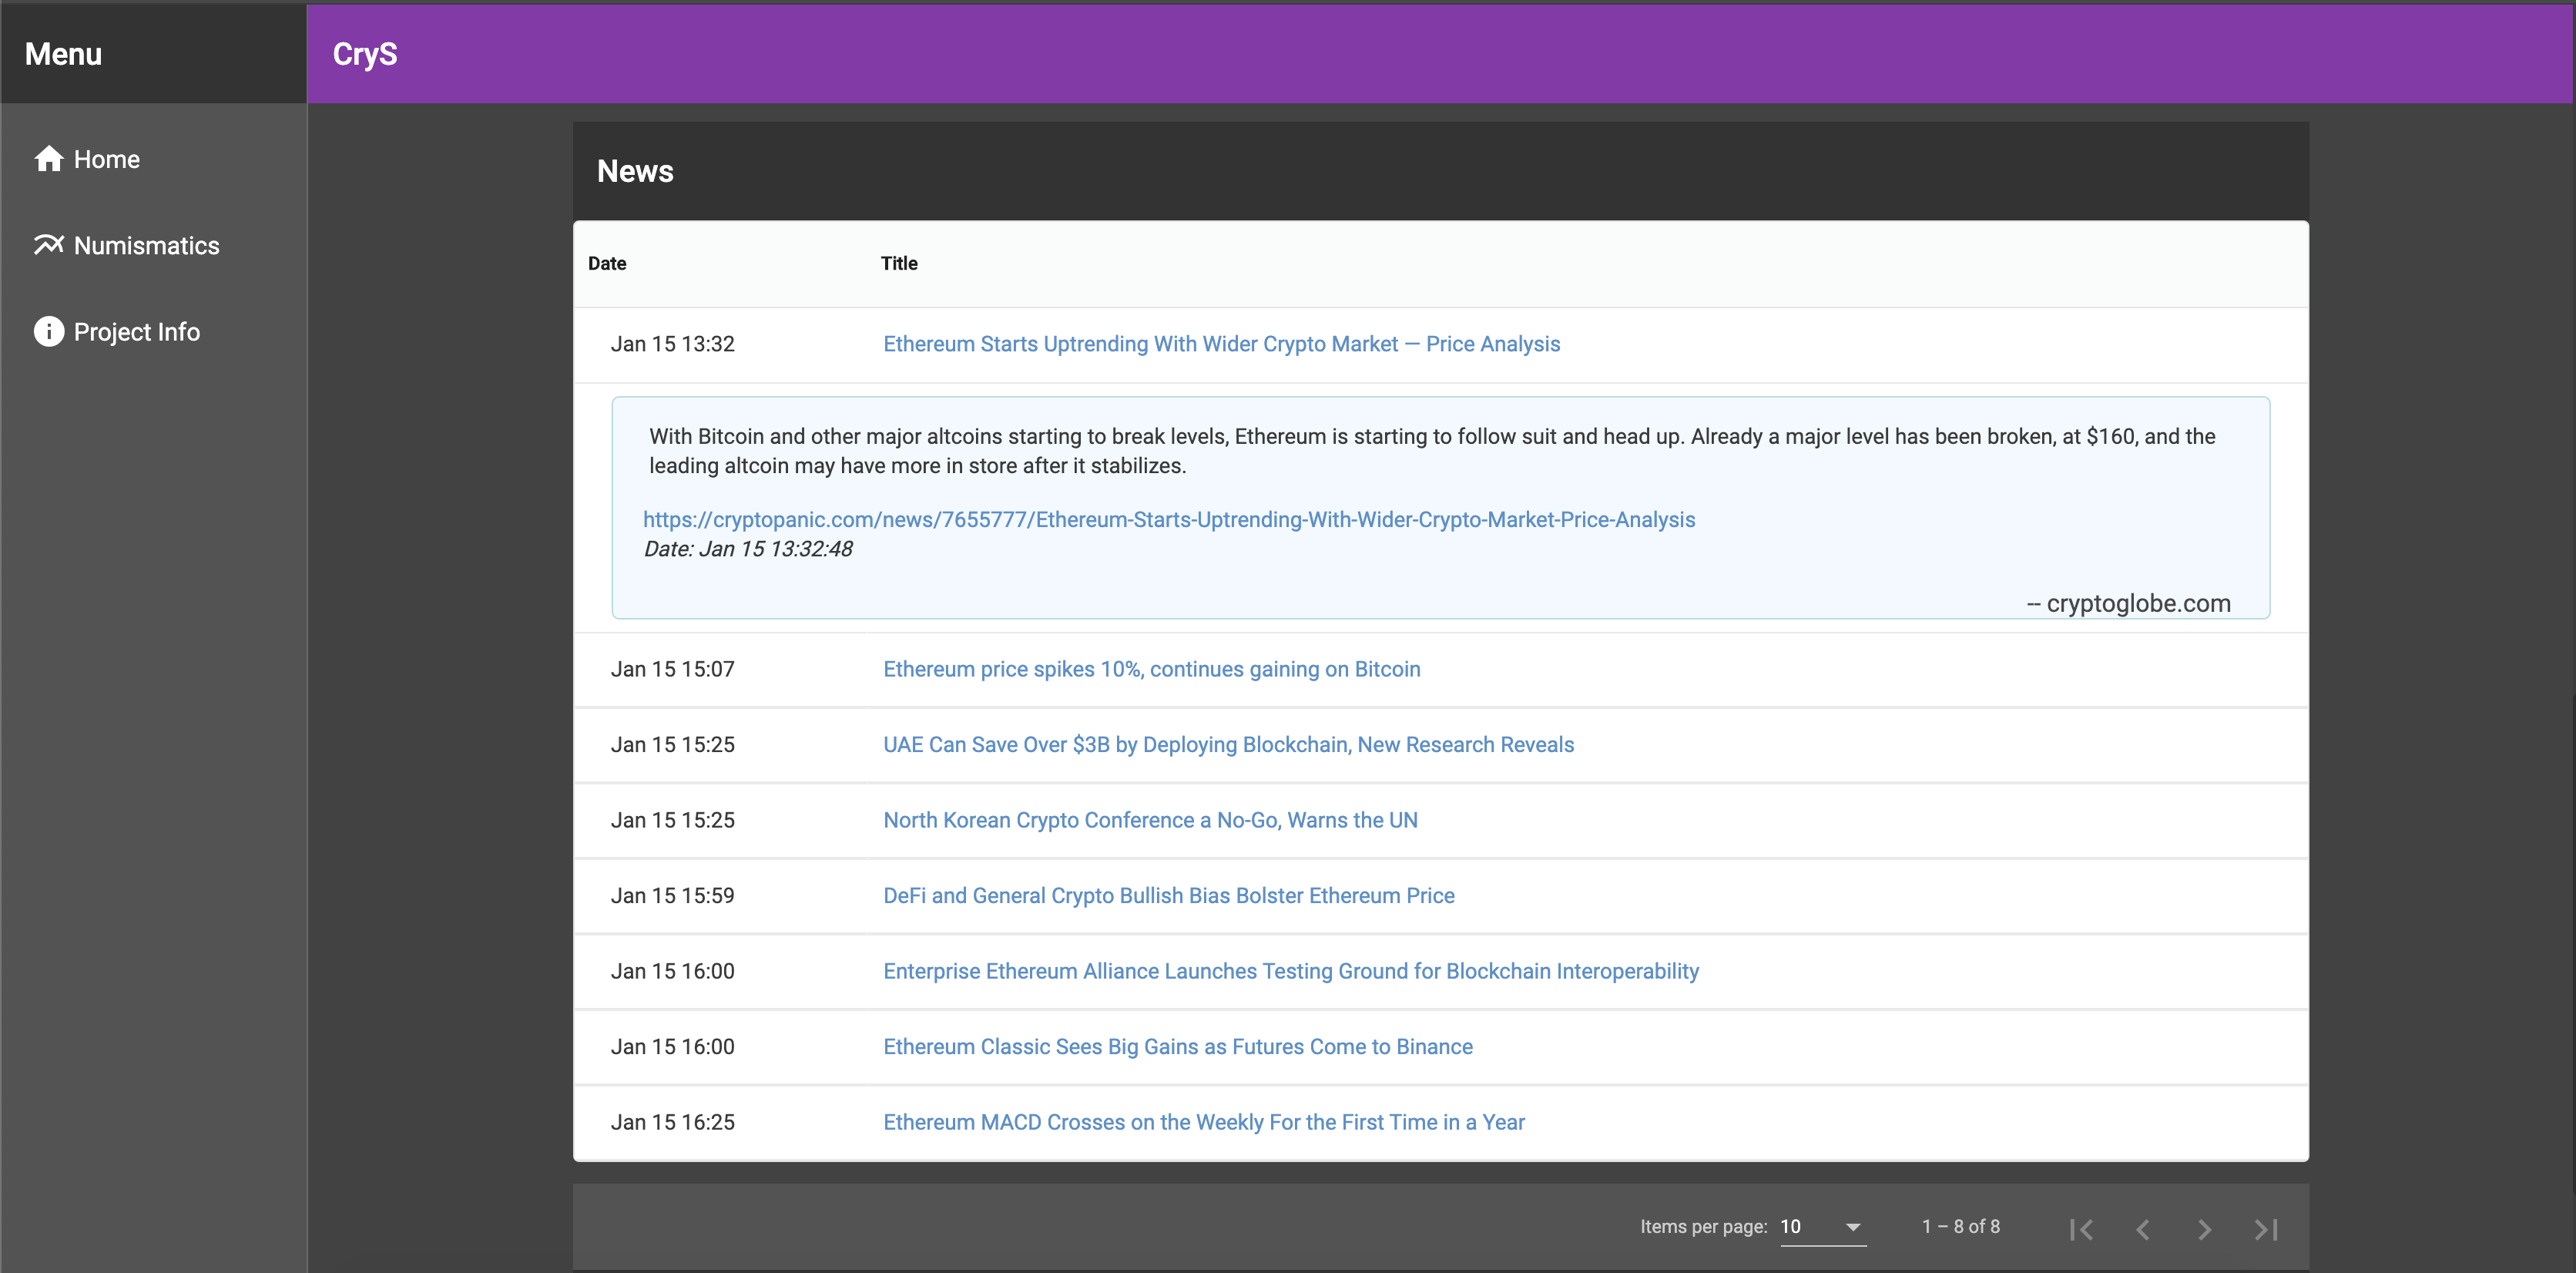 Menu
CryS
Home
Numismatics
Project Info
News
Date Title
Jan 15 13:32 Ethereum Starts Uptrending With Wider Crypto Market — Price Analysis
With Bitcoin and other major altcoins starting to break levels, Ethereum is starting to follow suit and head up. Already a major level has been broken, at $160, and the
leading altcoin may have more in store after it stabilizes.
https://cryptopanic.com/news/7655777/Ethereum-Starts-Uptrending-With-Wider-Crypto-Market-Price-Analysis
Date: Jan 15 13:32:48
-- cryptoglobe.com
Jan 15 15:07 Ethereum price spikes 10%, continues gaining on Bitcoin
Jan 15 15:25 UAE Can Save Over $3B by Deploying Blockchain, New Research Reveals
Jan 15 15:25 North Korean Crypto Conference a No-Go, Warns the UN
Jan 15 15:59 DeFi and General Crypto Bullish Bias Bolster Ethereum Price
Jan 15 16:00 Enterprise Ethereum Alliance Launches Testing Ground for Blockchain Interoperability
Jan 15 16:00 Ethereum Classic Sees Big Gains as Futures Come to Binance
Jan 15 16:25 Ethereum MACD Crosses on the Weekly For the First Time in a Year
Items per page: 10 1 – 8 of 8